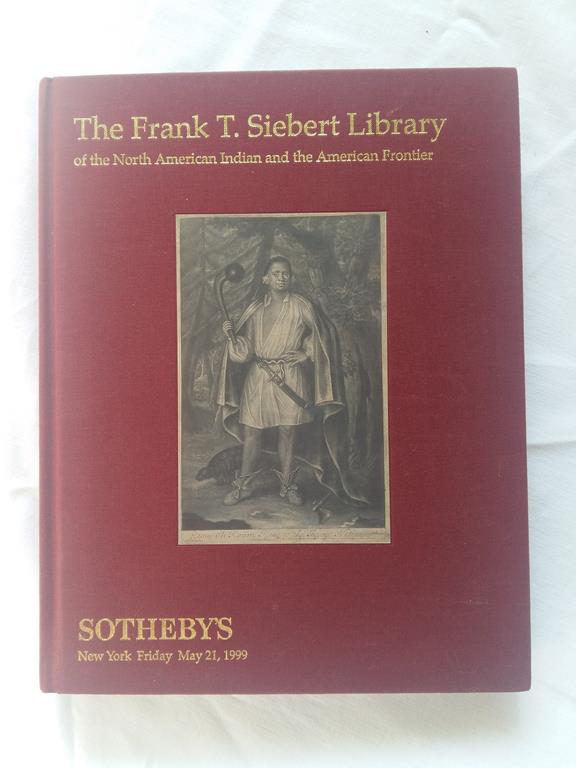 The Frank T. Siebert Library
of the North American Indian and the American Frontier
SOTHEBY'S
New York Friday May 21, 1999